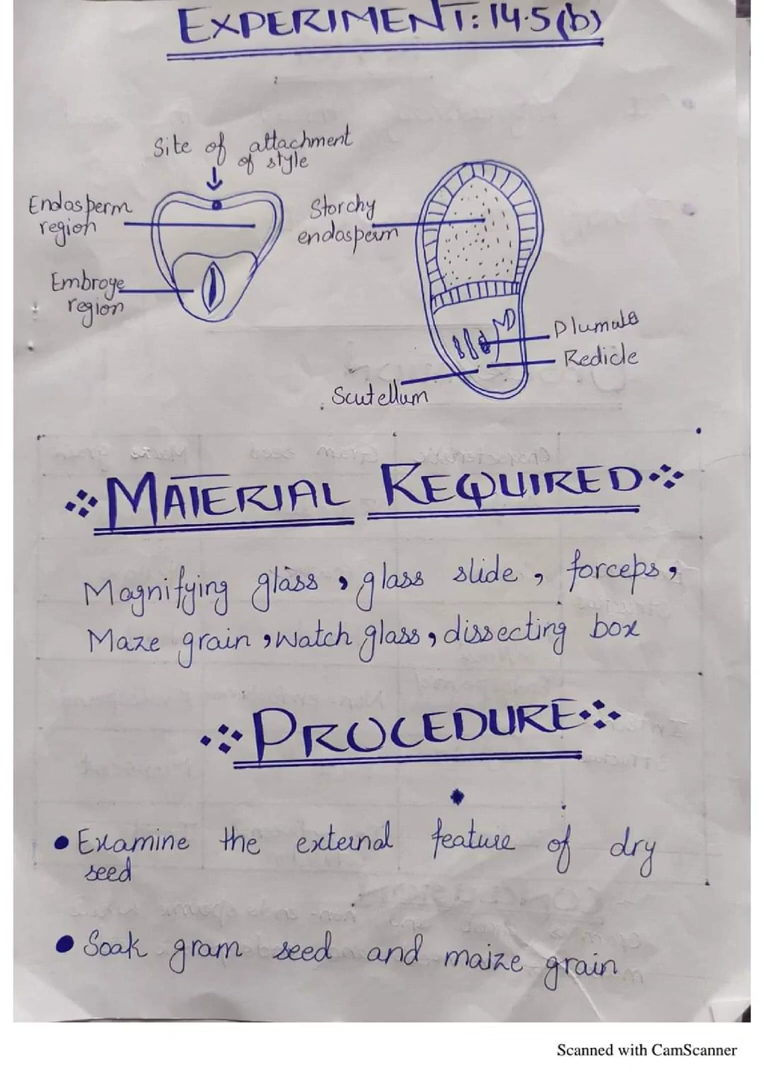 EXPERIMENT: 14.5(b)
Site of attachment
of style
Endosperm
region
Embroye
region
Storchy
endosperm
Plumule
Redicle
Scutellum
MATERIAL REQUIRED
Magnifying glass, glass slide, forceps,
Maze grain, watch glass, dissecting box
PROCEDURE
• Examine the external feature of dry
seed
• Soak gram seed and maize grain
Scanned with CamScanner